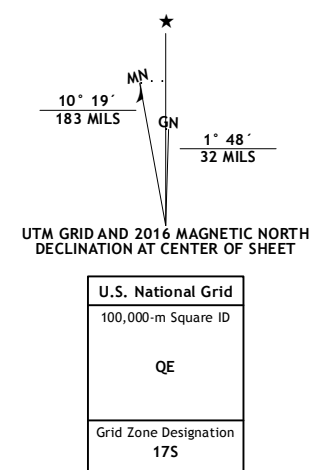 ★
MN
10° 19´
183 MILS
GN
1° 48´
32 MILS
UTM GRID AND 2016 MAGNETIC NORTH
DECLINATION AT CENTER OF SHEET
U.S. National Grid
100,000-m Square ID
QE
Grid Zone Designation
17S